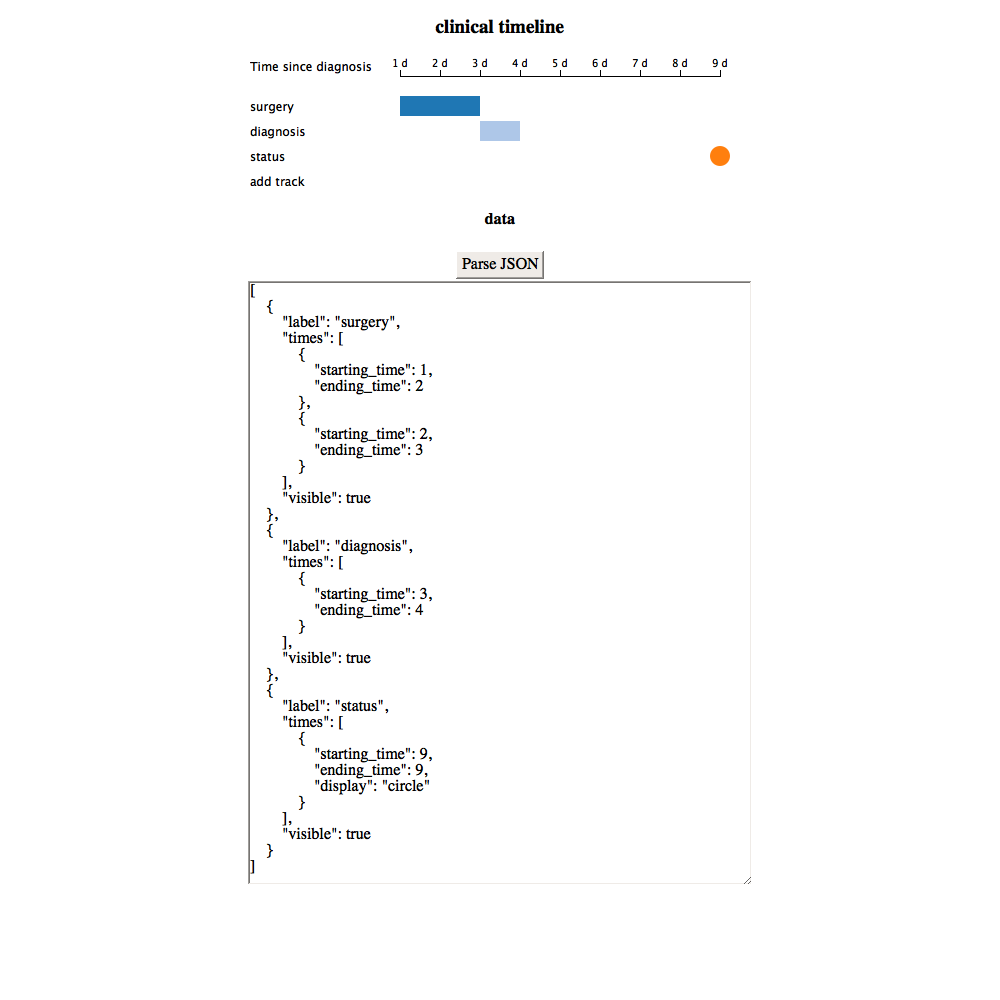 clinical timeline
Time since diagnosis 1 d 2 d 3 d 4 d 5 d 6 d 7 d 8 d 9 d
surgery
diagnosis
status
add track
data
Parse JSON
[
    {
        "label": "surgery",
        "times": [
            {
                "starting_time": 1,
                "ending_time": 2
            },
            {
                "starting_time": 2,
                "ending_time": 3
            }
        ],
        "visible": true
    },
    {
        "label": "diagnosis",
        "times": [
            {
                "starting_time": 3,
                "ending_time": 4
            }
        ],
        "visible": true
    },
    {
        "label": "status",
        "times": [
            {
                "starting_time": 9,
                "ending_time": 9,
                "display": "circle"
            }
        ],
        "visible": true
    }
]